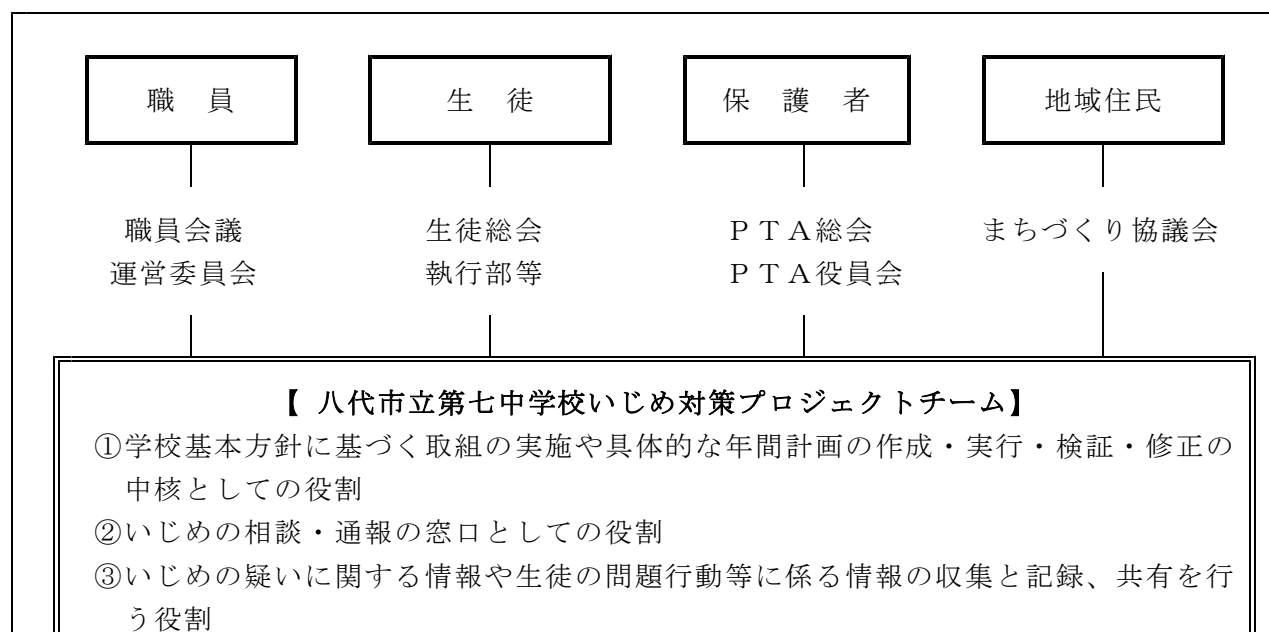 職　員　生　徒　保　護　者　地域住民
職員会議　生徒総会　ＰＴＡ総会　まちづくり協議会
運営委員会　執行部等　ＰＴＡ役員会
【 八代市立第七中学校いじめ対策プロジェクトチーム】
①学校基本方針に基づく取組の実施や具体的な年間計画の作成・実行・検証・修正の
中核としての役割
②いじめの相談・通報の窓口としての役割
③いじめの疑いに関する情報や生徒の問題行動等に係る情報の収集と記録、共有を行
う役割